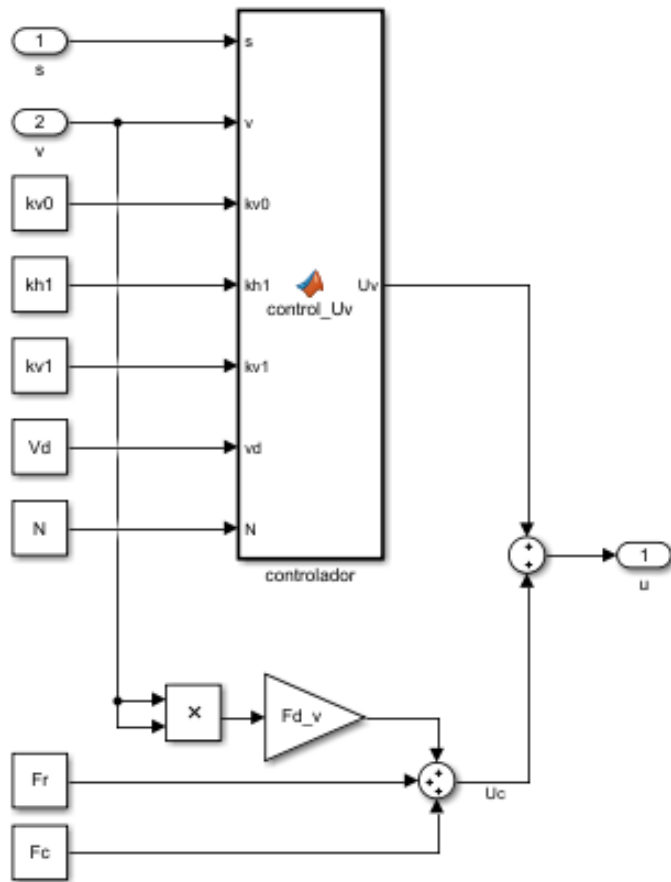 1
s
s
2
v
v
kv0
kv0
kh1
kh1
Uv
control_Uv
kv1
kv1
Vd
vd
N
N
controlador
+
+
1
u
×
Fd_v
Fr
+
+
+
Uc
Fc